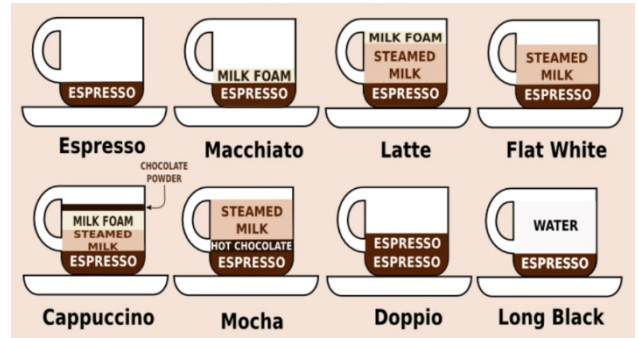 ESPRESSO
Espresso
MILK FOAM
ESPRESSO
Macchiato
MILK FOAM
STEAMED
MILK
ESPRESSO
Latte
STEAMED
MILK
ESPRESSO
Flat White
CHOCOLATE
POWDER
MILK FOAM
STEAMED
MILK
ESPRESSO
Cappuccino
STEAMED
MILK
HOT CHOCOLATE
ESPRESSO
Mocha
ESPRESSO
ESPRESSO
Doppio
WATER
ESPRESSO
Long Black